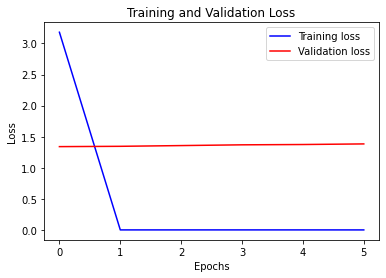 Training and Validation Loss
Training loss
Validation loss
3.0
2.5
2.0
1.5
1.0
0.5
0.0
Loss
0 1 2 3 4 5
Epochs